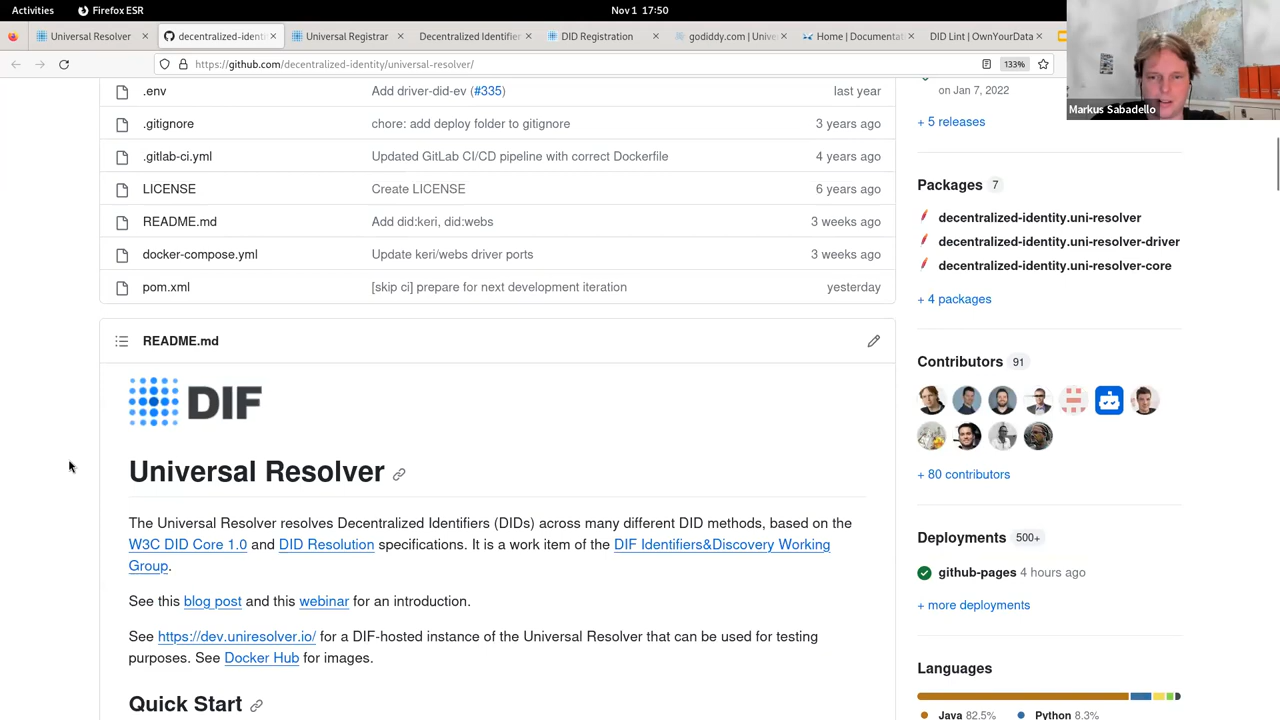 Activities
Firefox ESR
Nov 1 17:50
Universal Resolver
decentralized-identi
Universal Registrar
Decentralized Identifier
DID Registration
godiddy.com | Unive
Home | Documentat
DID Lint | OwnYourData
https://github.com/decentralized-identity/universal-resolver/
133%
Markus Sabadello
.env Add driver-did-ev (#335) last year
.gitignore chore: add deploy folder to gitignore 3 years ago
.gitlab-ci.yml Updated GitLab CI/CD pipeline with correct Dockerfile 4 years ago
LICENSE Create LICENSE 6 years ago
README.md Add did:keri, did:webs 3 weeks ago
docker-compose.yml Update keri/webs driver ports 3 weeks ago
pom.xml [skip ci] prepare for next development iteration yesterday
README.md
DIF
Universal Resolver
The Universal Resolver resolves Decentralized Identifiers (DIDs) across many different DID methods, based on the
W3C DID Core 1.0 and DID Resolution specifications. It is a work item of the DIF Identifiers&Discovery Working
Group.
See this blog post and this webinar for an introduction.
See https://dev.uniresolver.io/ for a DIF-hosted instance of the Universal Resolver that can be used for testing
purposes. See Docker Hub for images.
Quick Start
on Jan 7, 2022
+ 5 releases
Packages 7
decentralized-identity.uni-resolver
decentralized-identity.uni-resolver-driver
decentralized-identity.uni-resolver-core
+ 4 packages
Contributors 91
+ 80 contributors
Deployments 500+
github-pages 4 hours ago
+ more deployments
Languages
Java 82.5% Python 8.3%